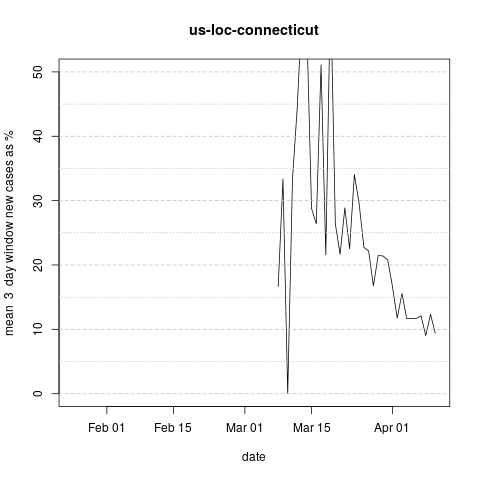 us-loc-connecticut
mean  3  day window new cases as %
50
40
30
20
10
0
Feb 01
Feb 15
Mar 01
Mar 15
Apr 01
date